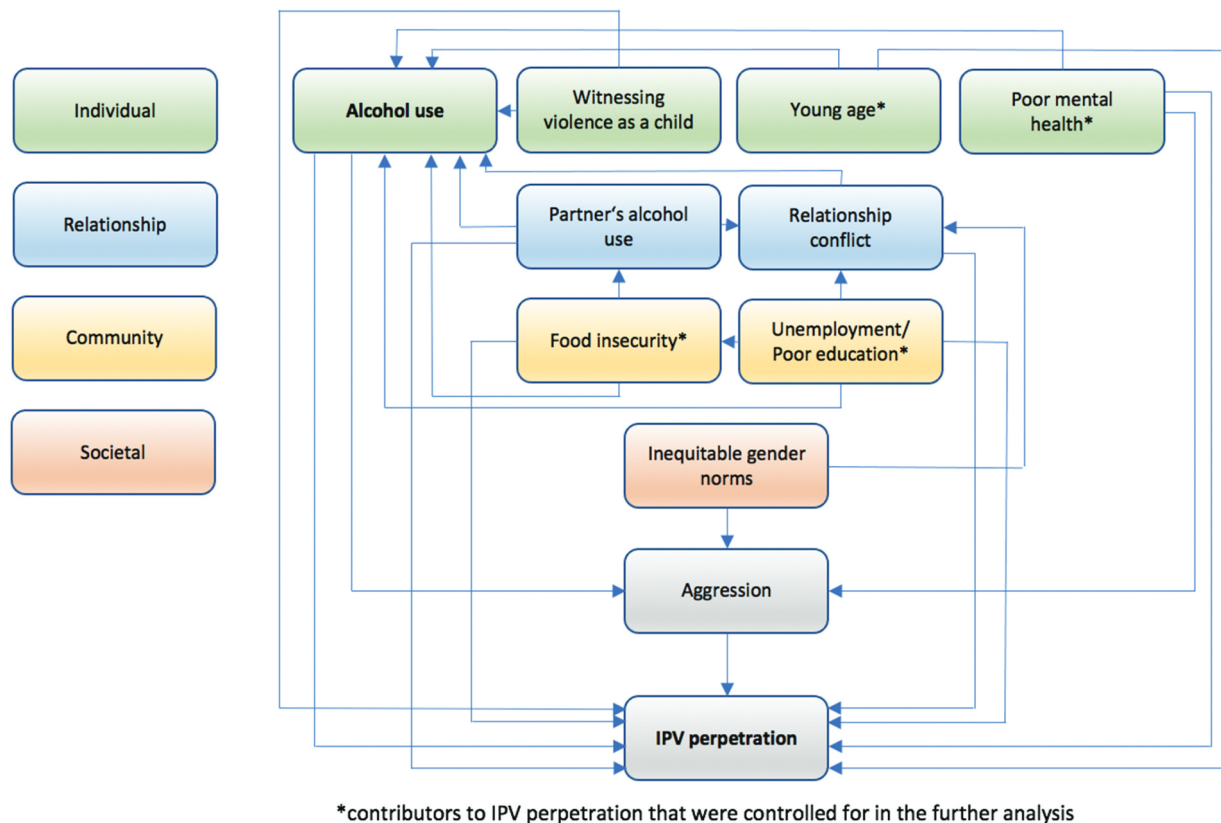 Individual
Alcohol use
Witnessing
violence as a child
Young age*
Poor mental
health*
Relationship
Partner‘s alcohol
use
Relationship
conflict
Community
Food insecurity*
Unemployment/
Poor education*
Societal
Inequitable gender
norms
Aggression
IPV perpetration
*contributors to IPV perpetration that were controlled for in the further analysis